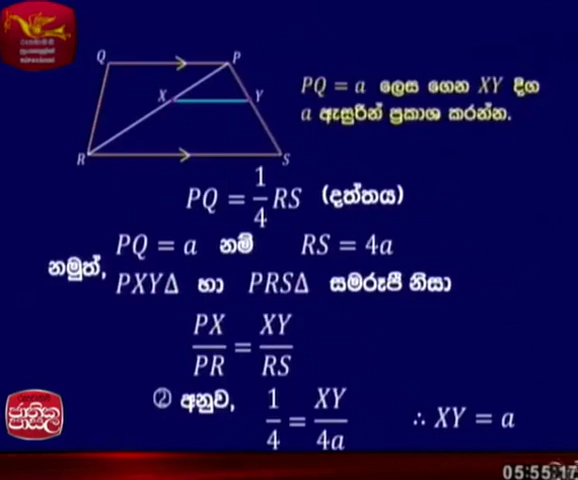 Q P
X Y
R S
PQ = a ලෙස ගෙන XY දිග
a ඇසුරින් ප්‍රකාශ කරන්න.
PQ = 1/4 RS (දත්තය)
PQ = a නම් RS = 4a
නමුත්,
PXYΔ හා PRSΔ සමරූපී නිසා
PX/PR = XY/RS
② අනුව, 1/4 = XY/4a ∴ XY = a
ජාතික
පාසල
05:55:17